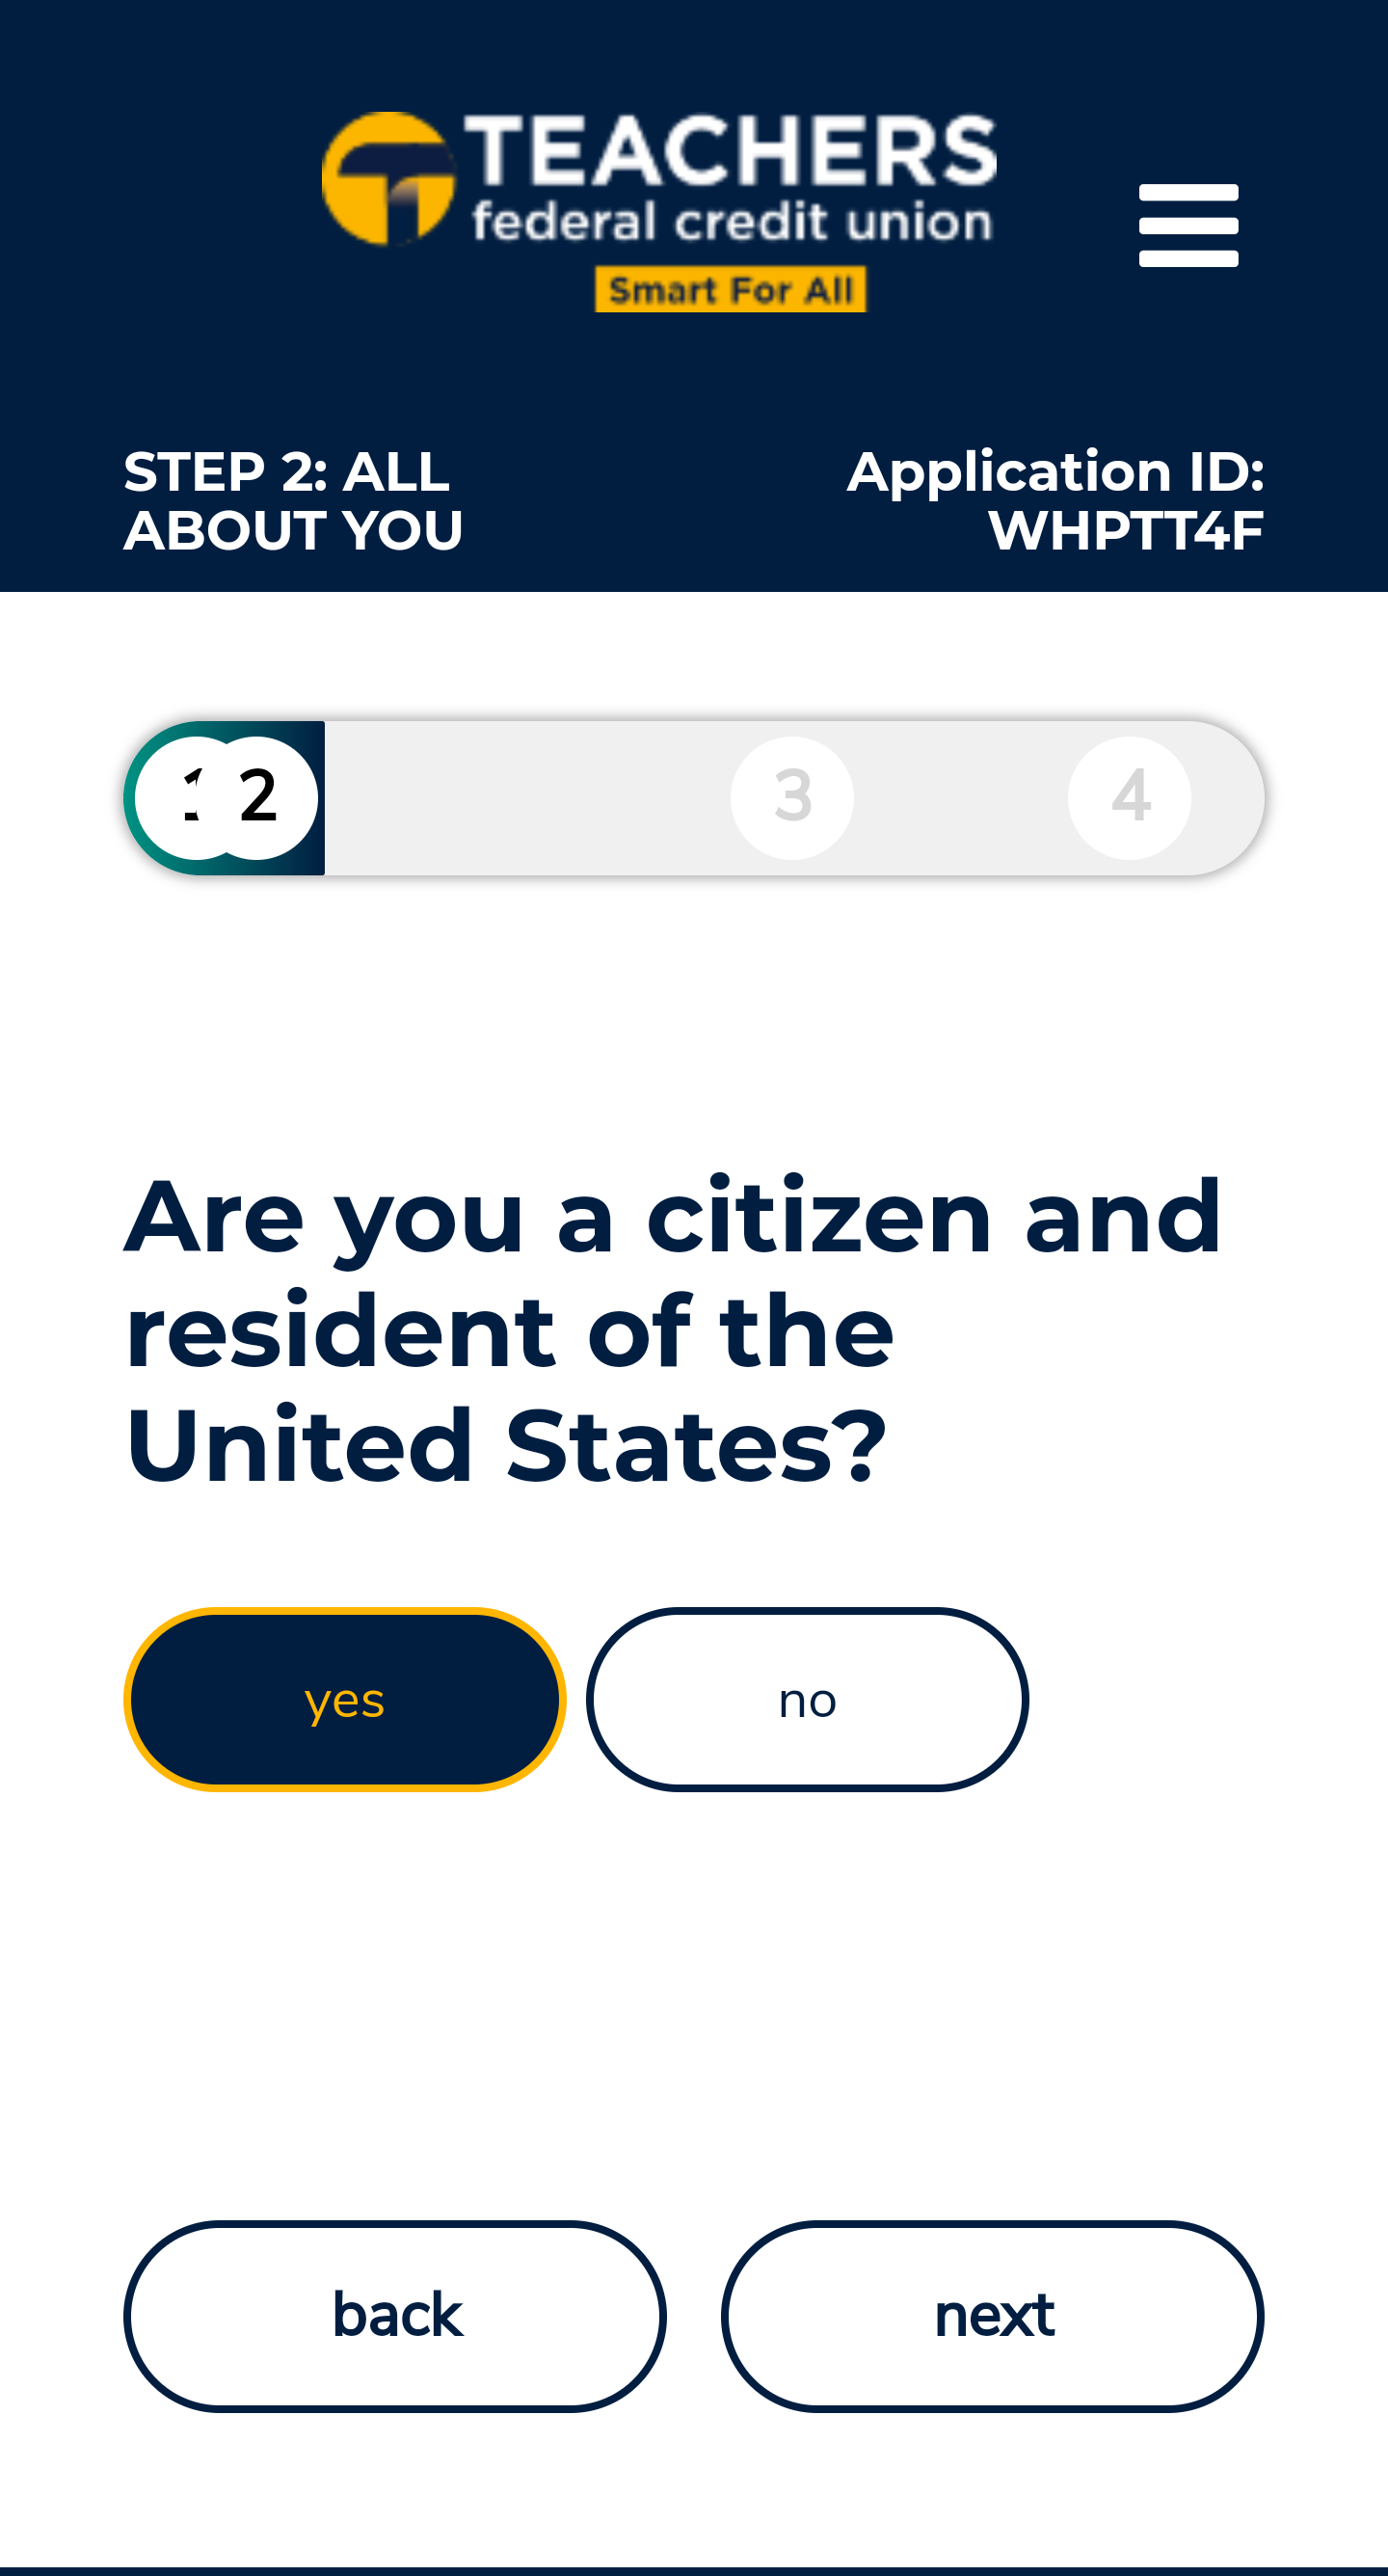 TEACHERS
federal credit union
Smart For All
STEP 2: ALL
ABOUT YOU
Application ID:
WHPTT4F
1 2 3 4
Are you a citizen and
resident of the
United States?
yes no
back next